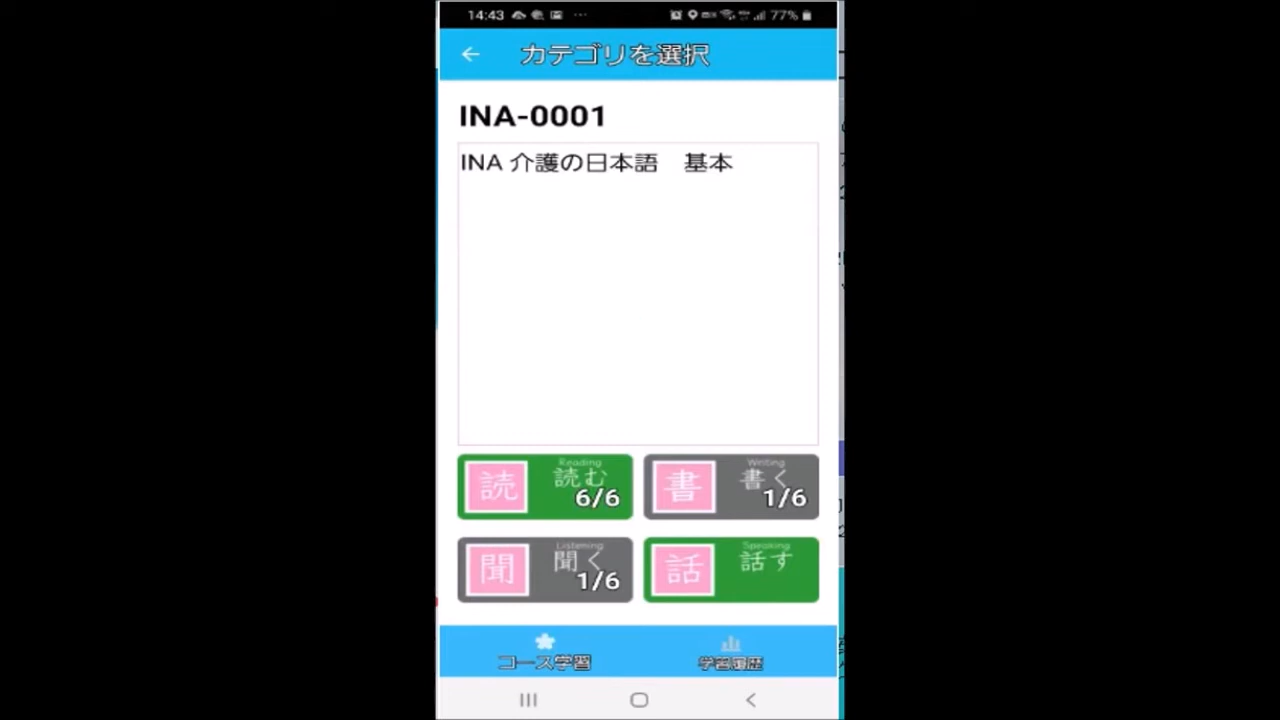 14:43 77%
カテゴリを選択
INA-0001
INA 介護の日本語 基本
読 Reading 読む 6/6
書 Writing 書く 1/6
聞 Listening 聞く 1/6
話 Speaking 話す
コース学習 学習履歴